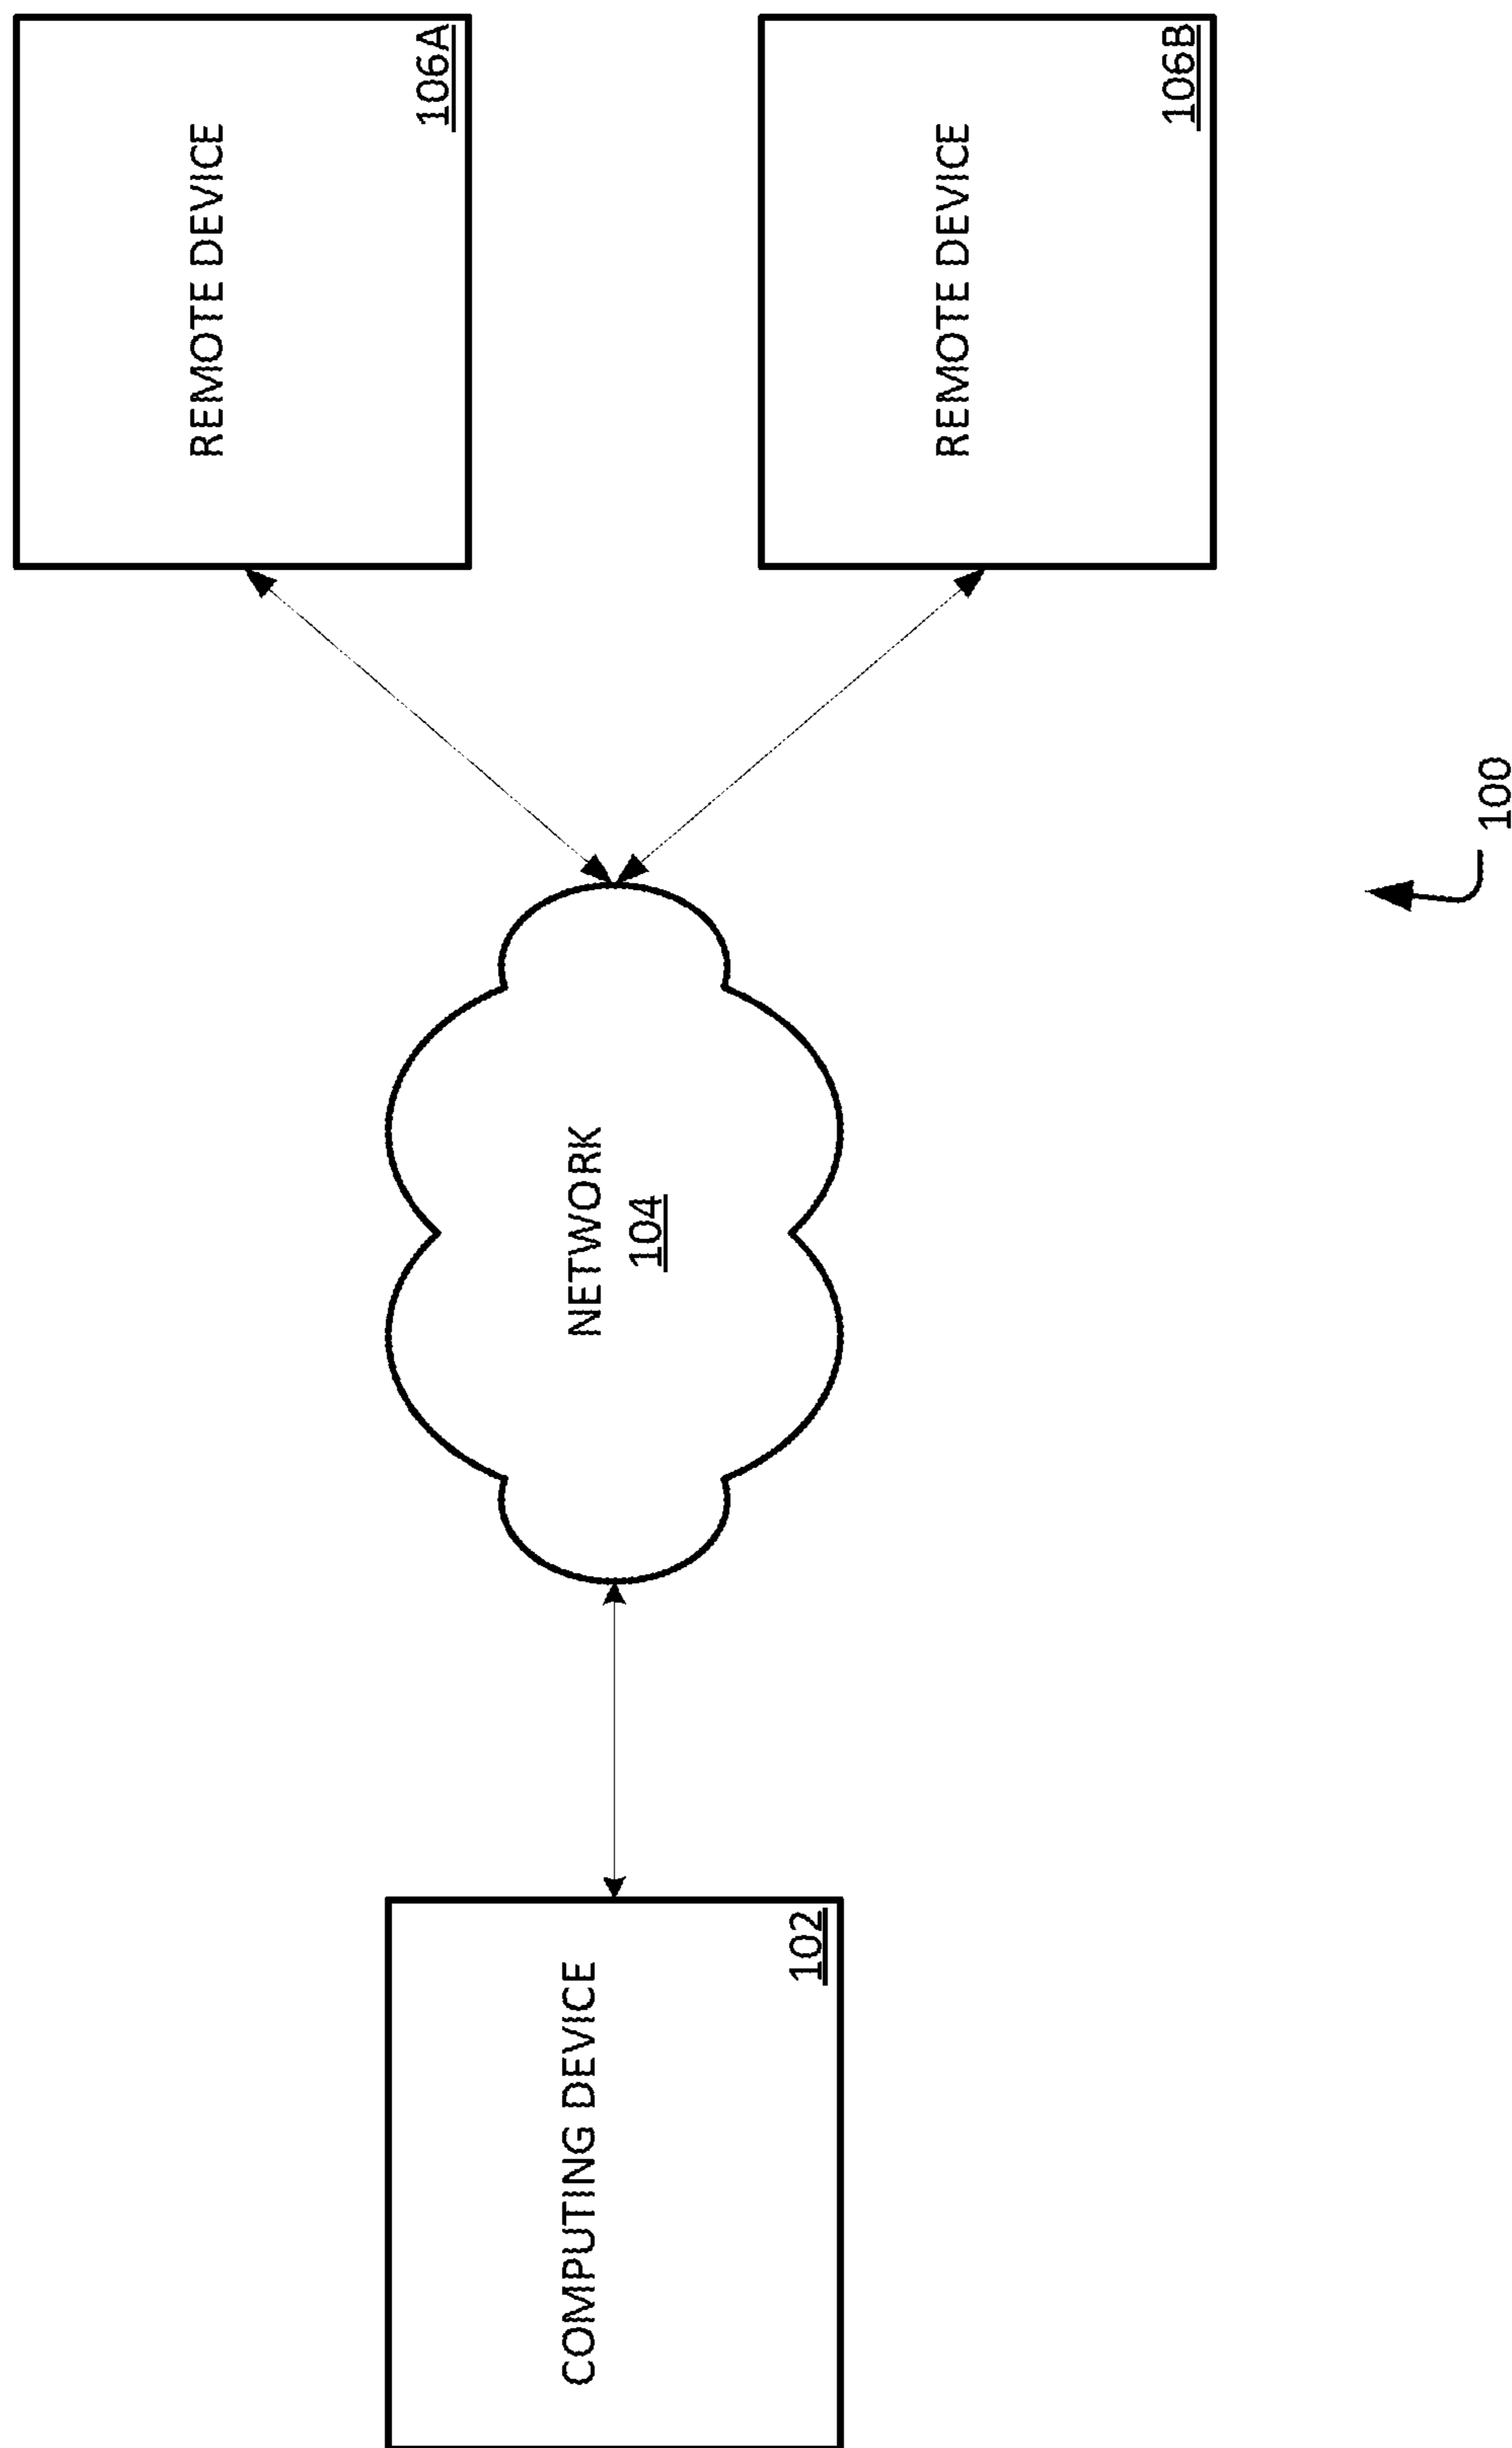 REMOTE DEVICE
106A
COMPUTING DEVICE
102
NETWORK
104
REMOTE DEVICE
106B
100